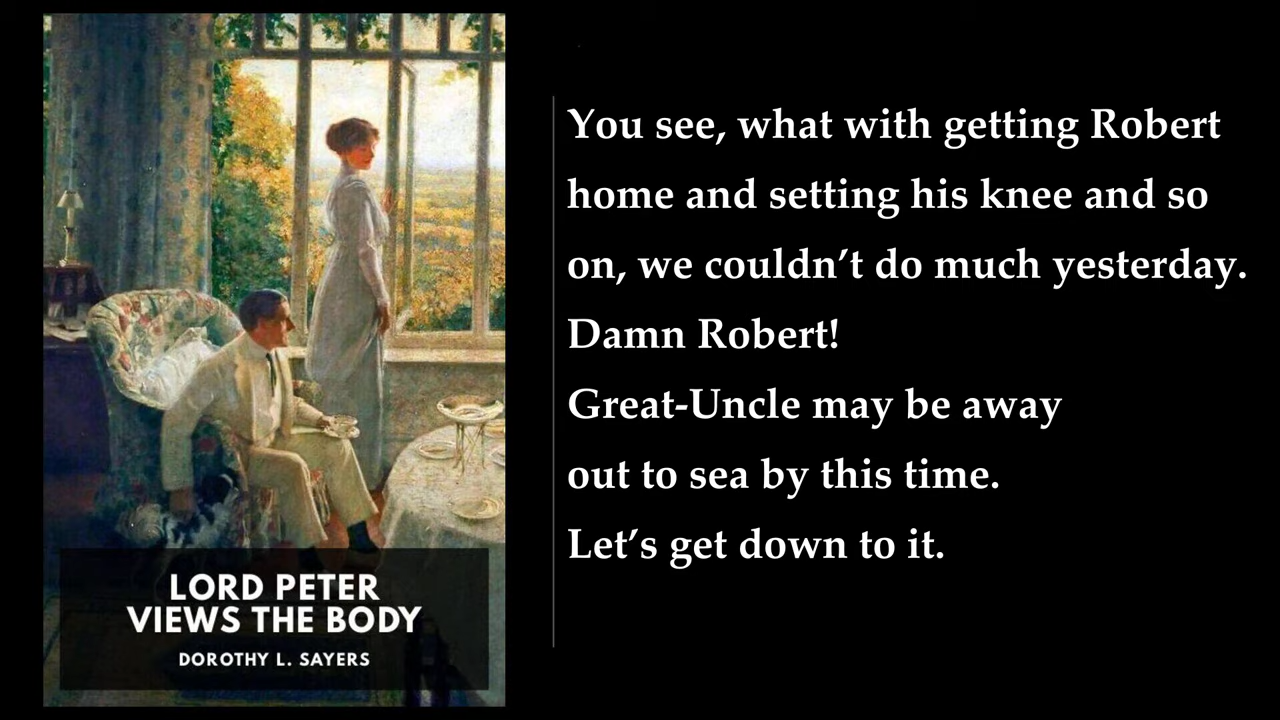 LORD PETER
VIEWS THE BODY
DOROTHY L. SAYERS
You see, what with getting Robert
home and setting his knee and so
on, we couldn’t do much yesterday.
Damn Robert!
Great-Uncle may be away
out to sea by this time.
Let’s get down to it.